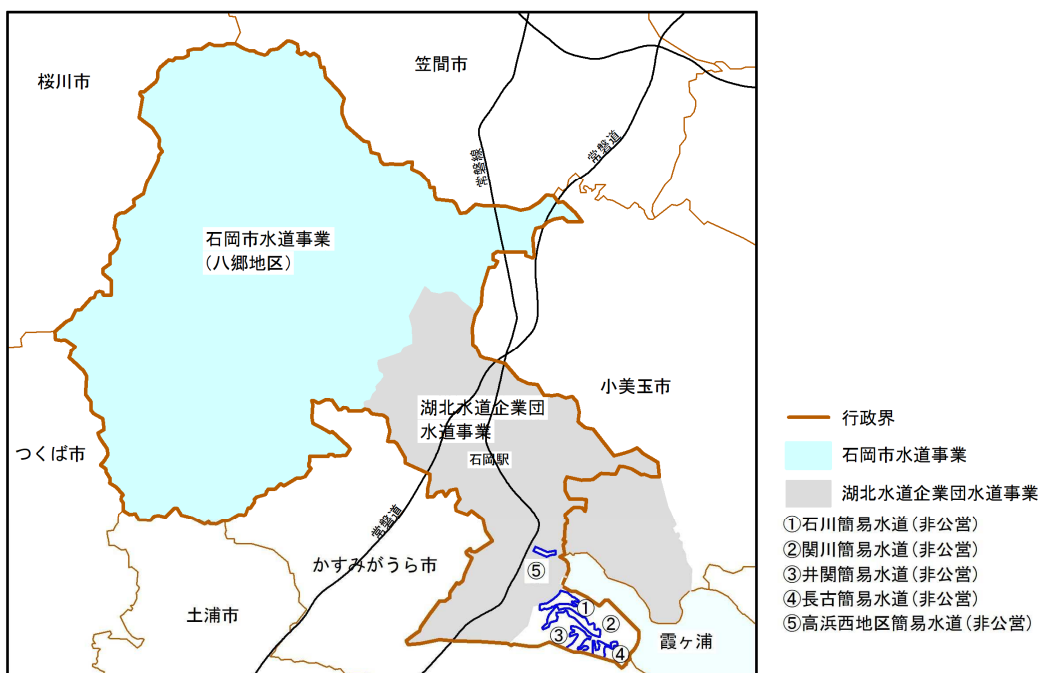 桜川市
笠間市
常磐線
常磐道
石岡市水道事業
(八郷地区)
小美玉市
湖北水道企業団
水道事業
石岡駅
つくば市
常磐道
かすみがうら市
土浦市
霞ヶ浦
⑤
①
②
③
④
行政界
石岡市水道事業
湖北水道企業団水道事業
①石川簡易水道(非公営)
②関川簡易水道(非公営)
③井関簡易水道(非公営)
④長古簡易水道(非公営)
⑤高浜西地区簡易水道(非公営)